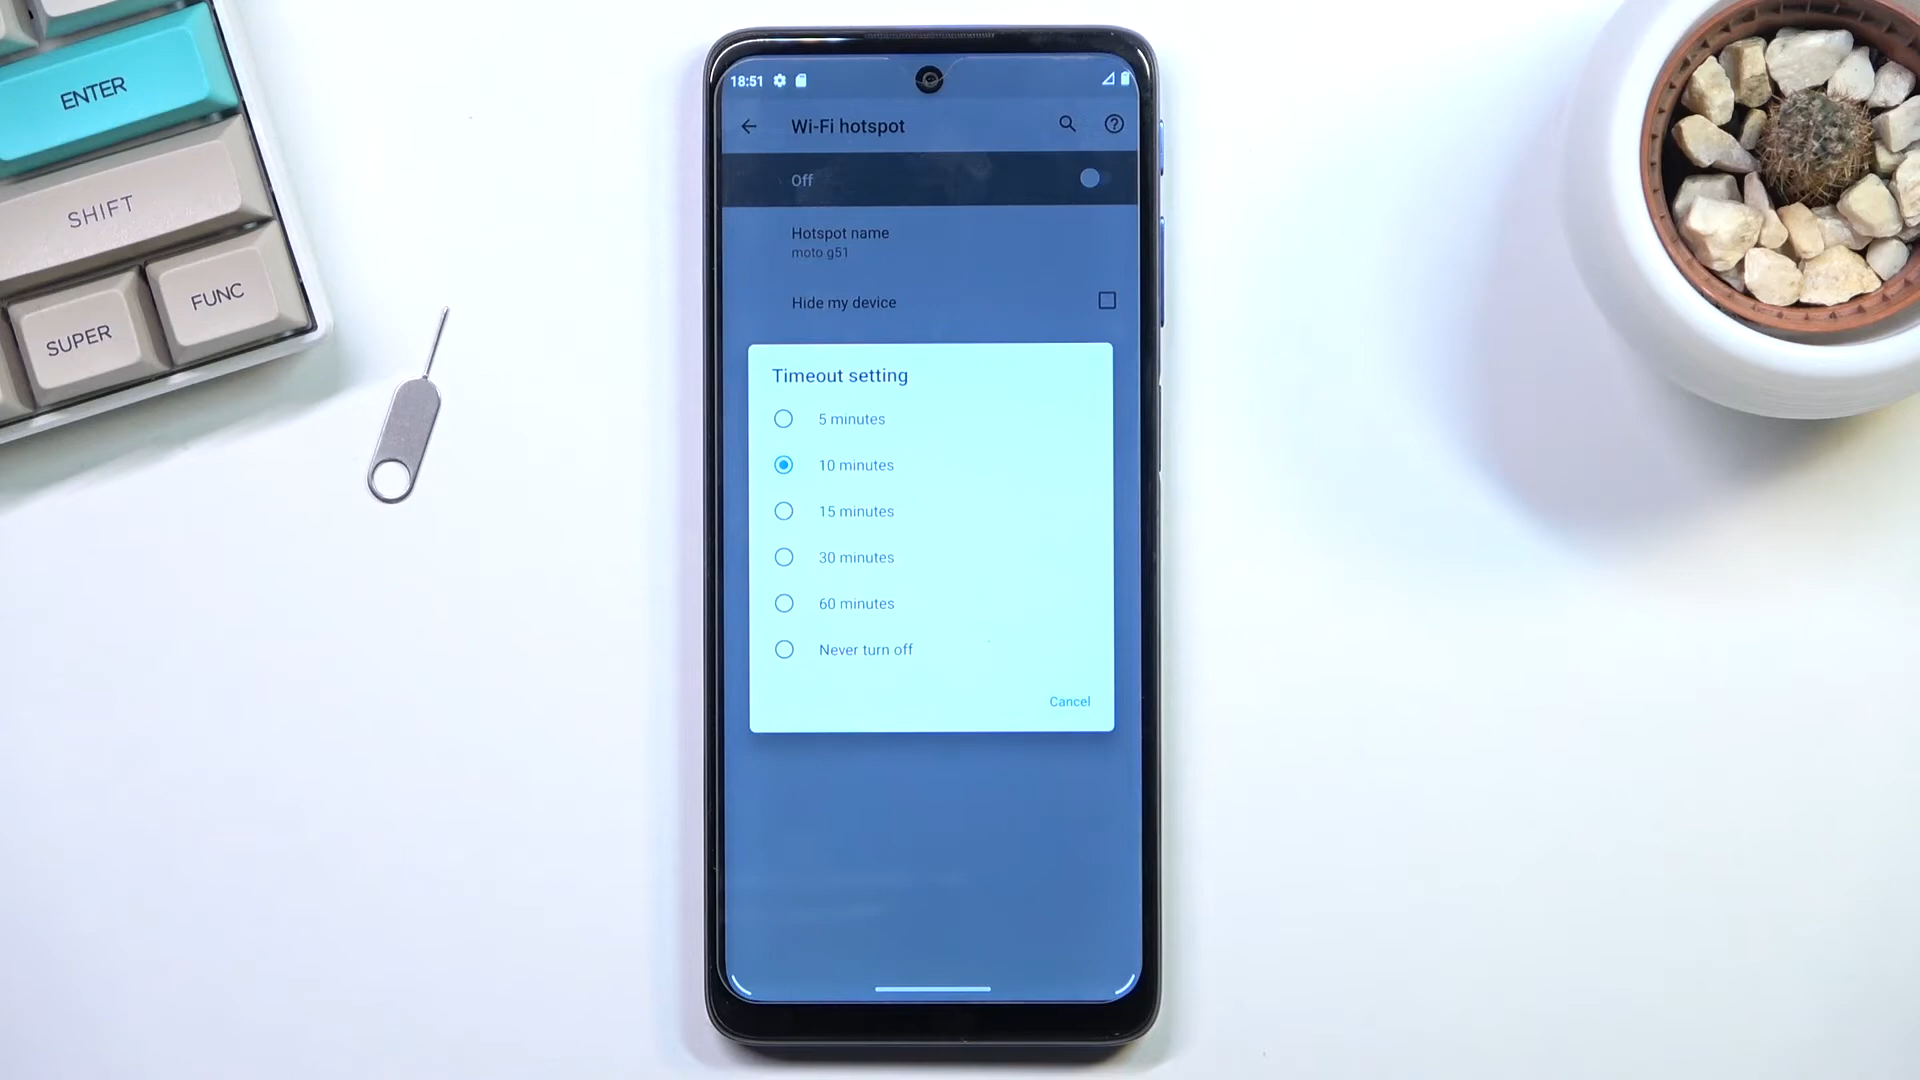 ENTER
SHIFT
SUPER
FUNC
18:51
Wi-Fi hotspot
Off
Hotspot name
moto g51
Hide my device
Timeout setting
5 minutes
10 minutes
15 minutes
30 minutes
60 minutes
Never turn off
Cancel